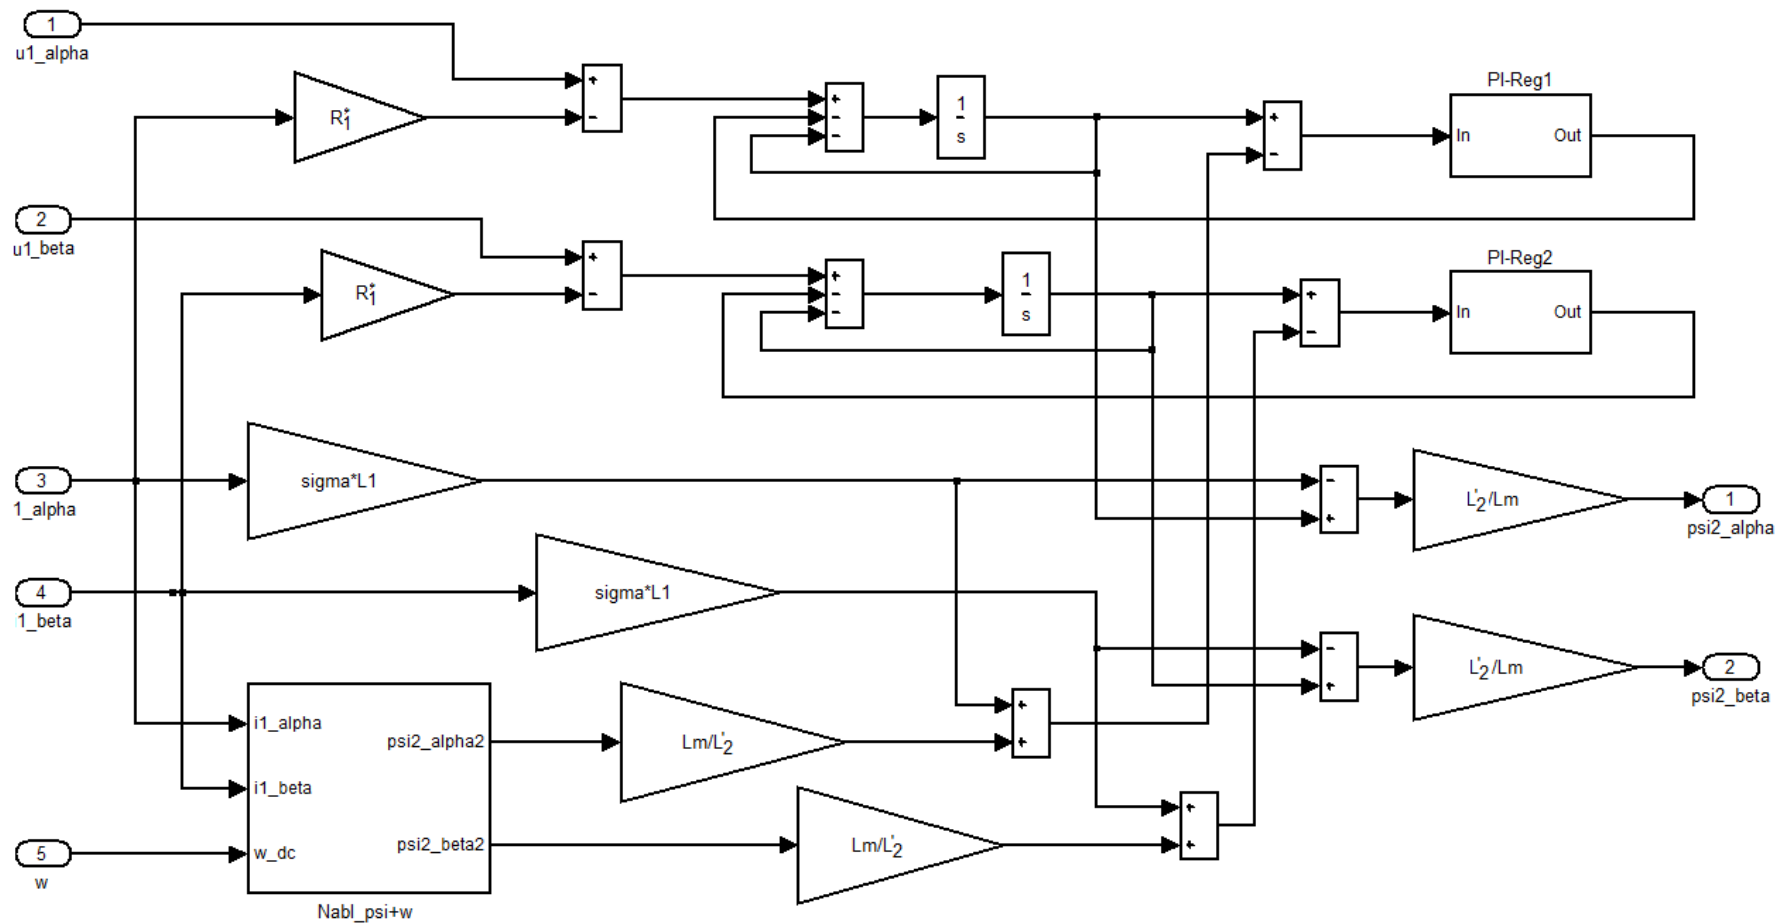 1
u1_alpha
R1*
+
-
+
-
-
1
s
+
-
PI-Reg1
In
Out
2
u1_beta
R1*
+
-
+
-
-
1
s
+
-
PI-Reg2
In
Out
3
1_alpha
sigma*L1
-
+
L'2/Lm
1
psi2_alpha
4
1_beta
sigma*L1
-
+
L'2/Lm
2
psi2_beta
i1_alpha
psi2_alpha2
Lm/L'2
+
+
i1_beta
w_dc
psi2_beta2
Lm/L'2
+
+
5
w
Nabl_psi+w